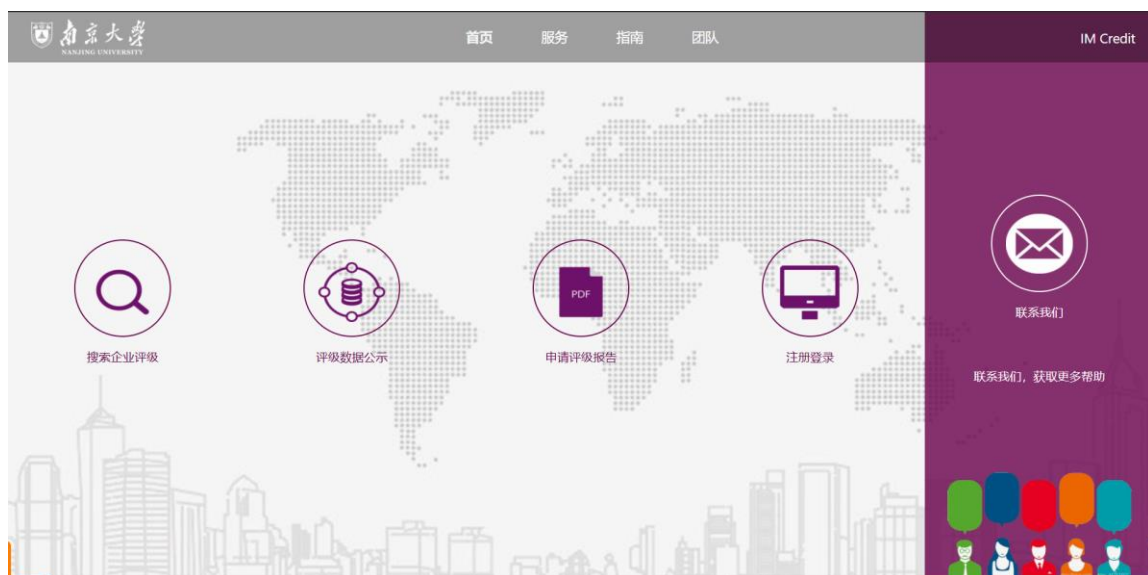 南京大学
NANJING UNIVERSITY
首页 服务 指南 团队
IM Credit
PDF
搜索企业评级
评级数据公示
申请评级报告
注册登录
联系我们
联系我们，获取更多帮助